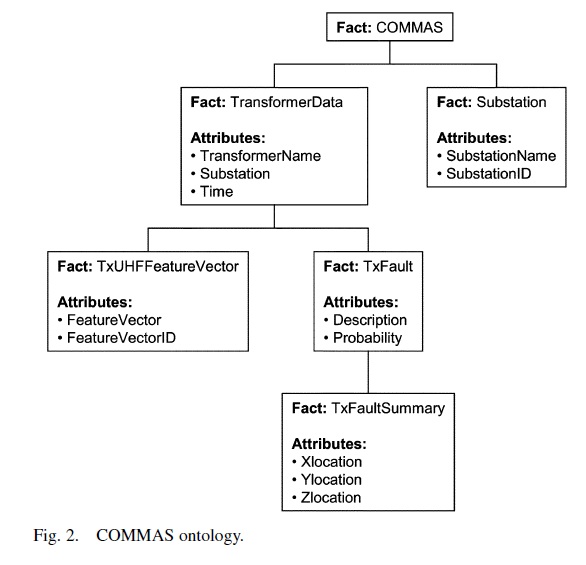 Fact: COMMAS
Fact: TransformerData
Attributes:
• TransformerName
• Substation
• Time
Fact: Substation
Attributes:
• SubstationName
• SubstationID
Fact: TxUHFFeatureVector
Attributes:
• FeatureVector
• FeatureVectorID
Fact: TxFault
Attributes:
• Description
• Probability
Fact: TxFaultSummary
Attributes:
• Xlocation
• Ylocation
• Zlocation
Fig. 2. COMMAS ontology.